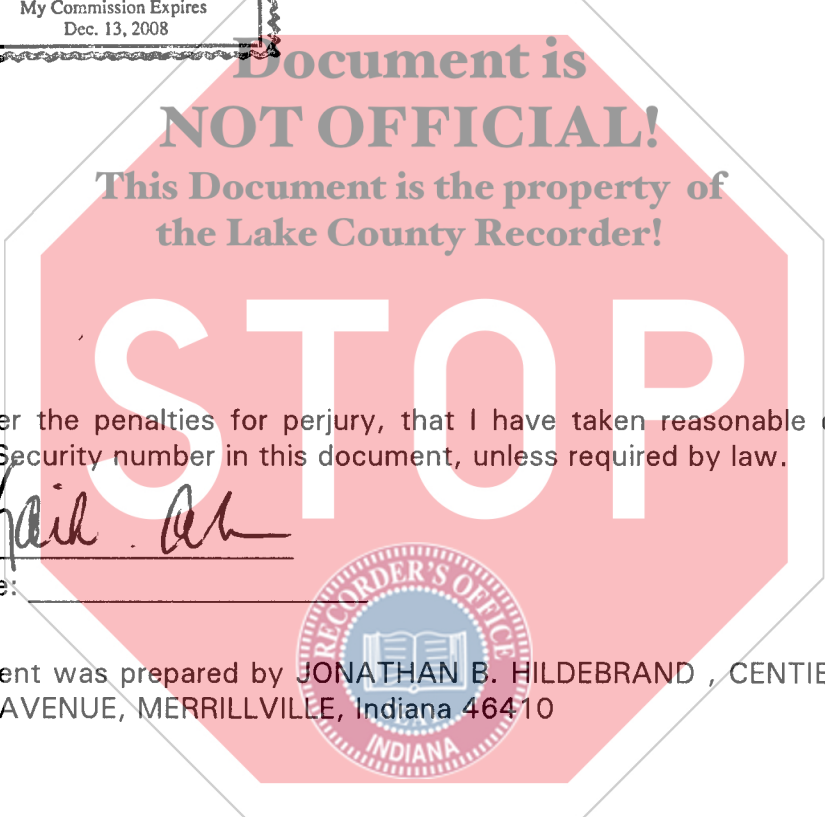 My Commission Expires
Dec. 13, 2008
Document is
NOT OFFICIAL!
This Document is the property of
the Lake County Recorder!
STOP
er the penalties for perjury, that I have taken reasonable
Security number in this document, unless required by law.
e:
RECORDER'S OFFICE
ent was prepared by JONATHAN B. HILDEBRAND , CENTIE
AVENUE, MERRILLVILLE, Indiana 46410
INDIANA